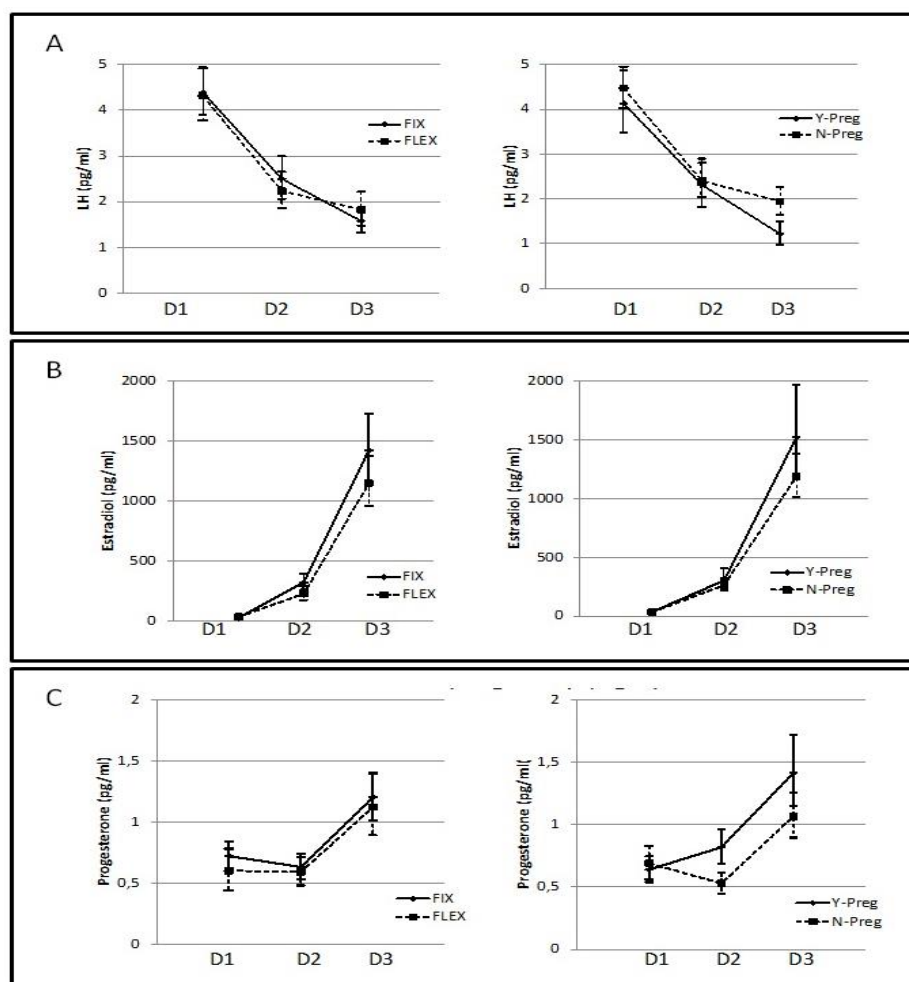 A
LH (pg/ml)
5
4
3
2
1
0
D1 D2 D3
FIX
FLEX
LH (pg/ml)
5
4
3
2
1
0
D1 D2 D3
Y-Preg
N-Preg
B
Estradiol (pg/ml)
2000
1500
1000
500
0
D1 D2 D3
FIX
FLEX
Estradiol (pg/ml)
2000
1500
1000
500
0
D1 D2 D3
Y-Preg
N-Preg
C
Progesterone (pg/ml)
2
1,5
1
0,5
0
D1 D2 D3
FIX
FLEX
Progesterone (pg/ml(
2
1,5
1
0,5
0
D1 D2 D3
Y-Preg
N-Preg